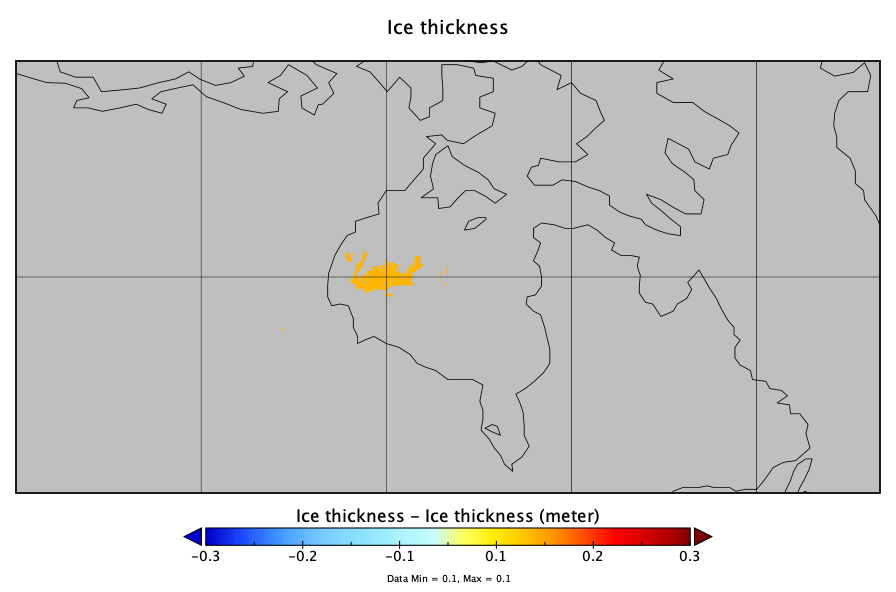 Ice thickness
Ice thickness – Ice thickness (meter)
−0.3 −0.2 −0.1 0.1 0.2 0.3
Data Min = 0.1, Max = 0.1